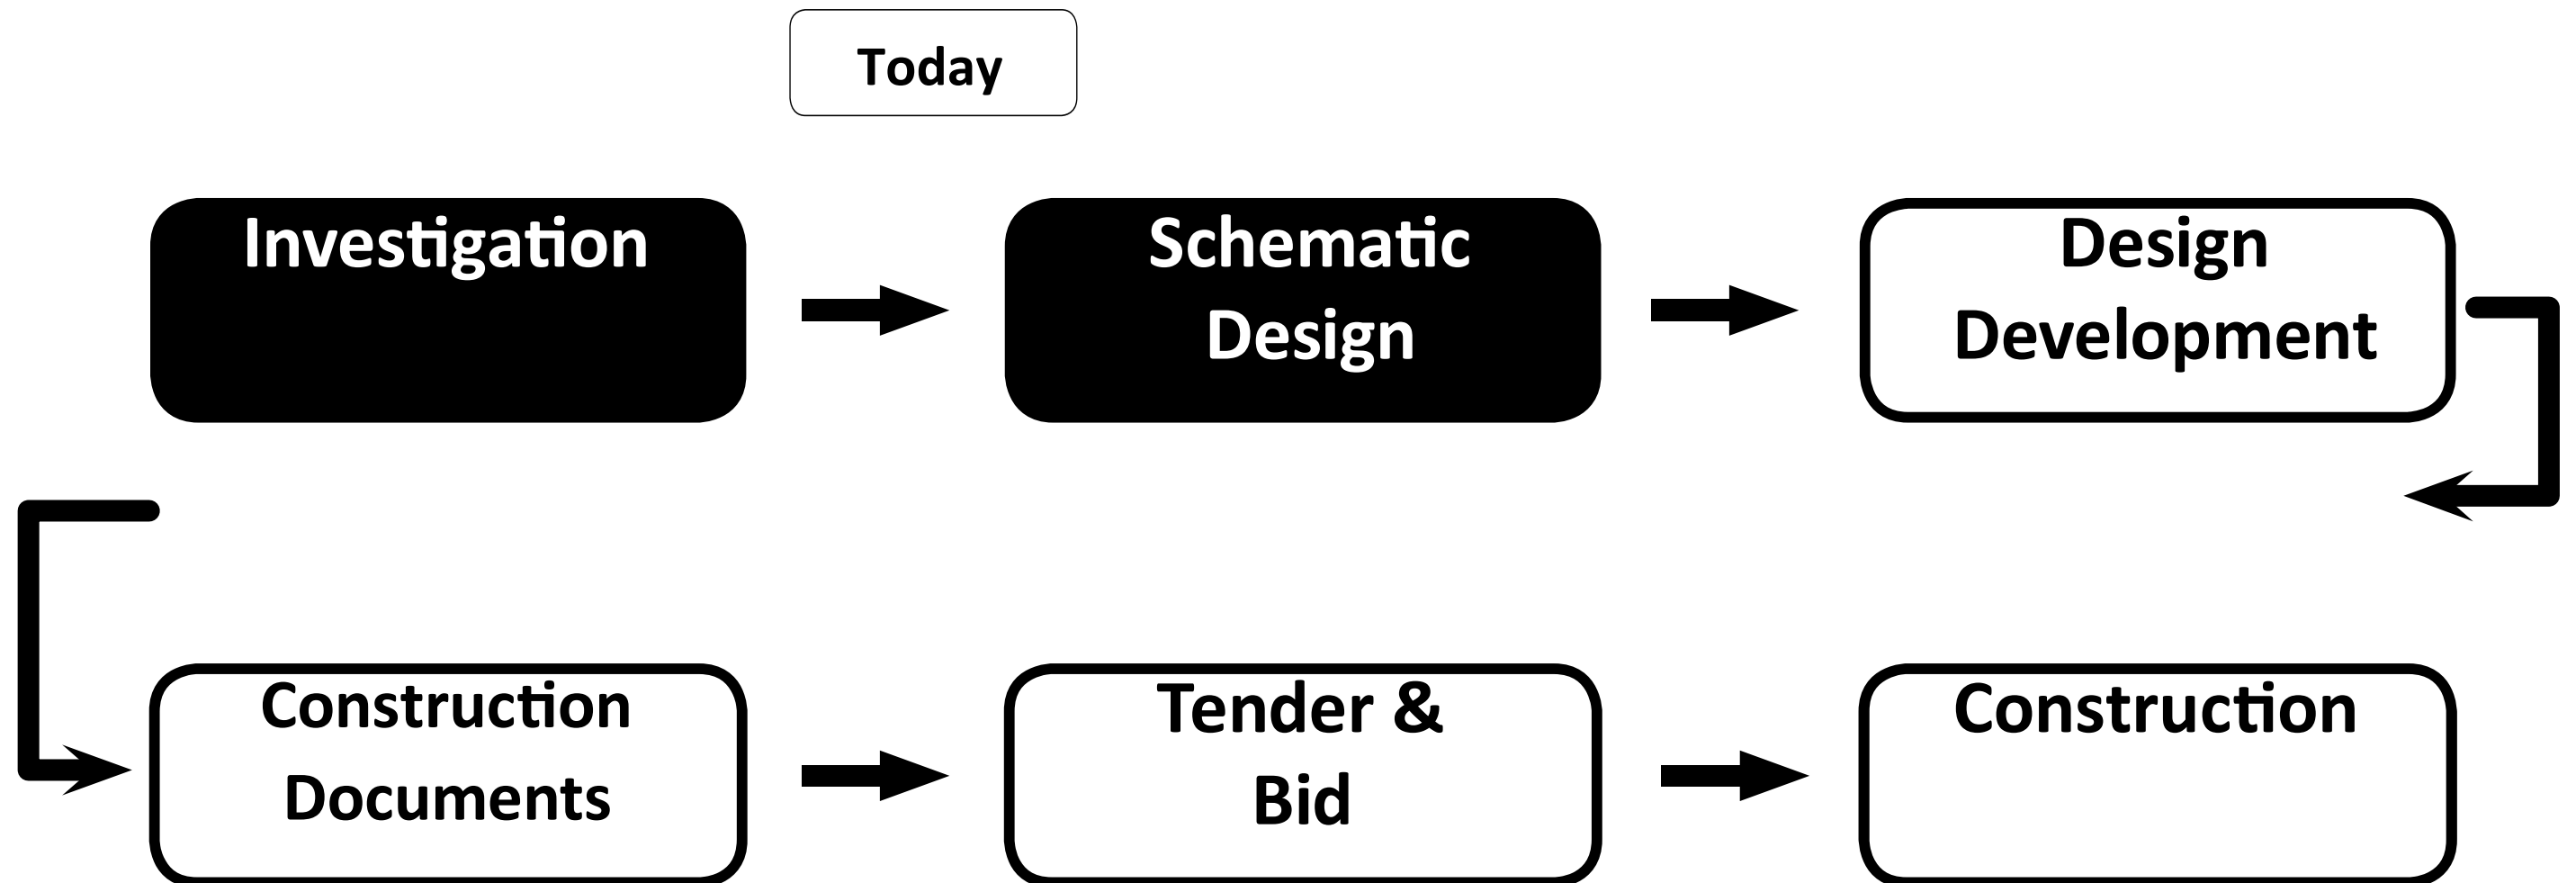 Today
Investigation
Schematic
Design
Design
Development
Construction
Documents
Tender &
Bid
Construction